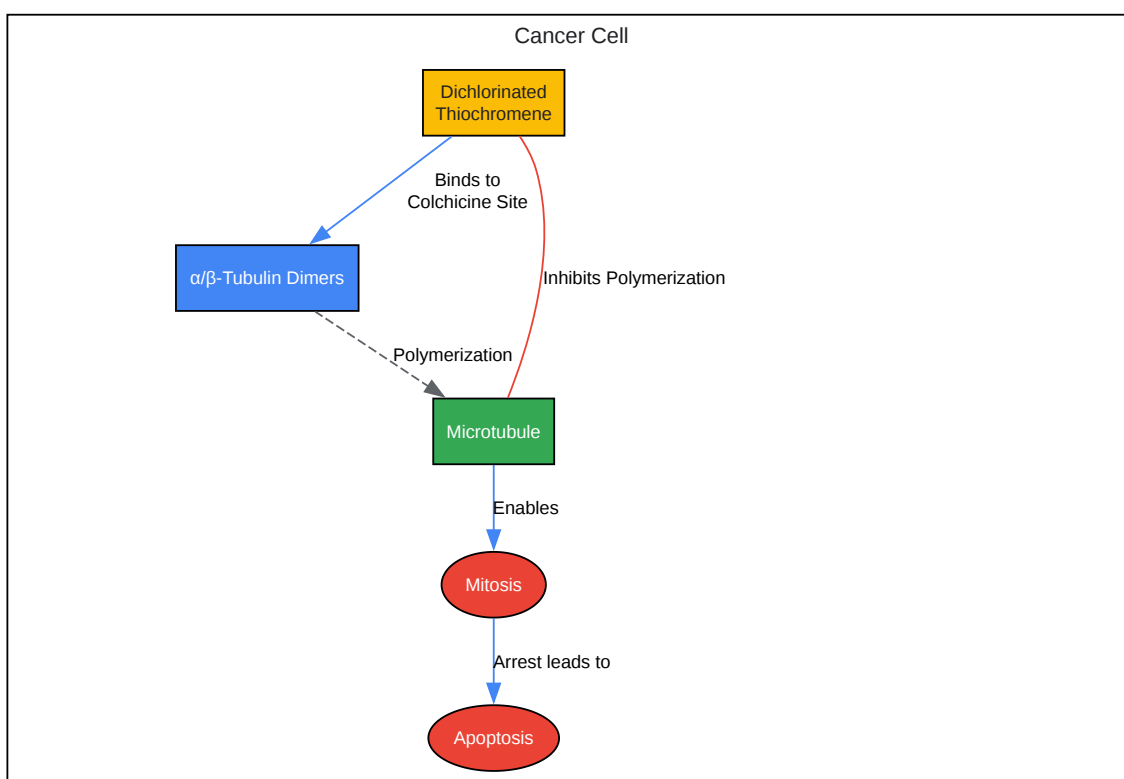 Cancer Cell
Dichlorinated
Thiochromene
Binds to
Colchicine Site
α/β-Tubulin Dimers
Inhibits Polymerization
Polymerization
Microtubule
Enables
Mitosis
Arrest leads to
Apoptosis